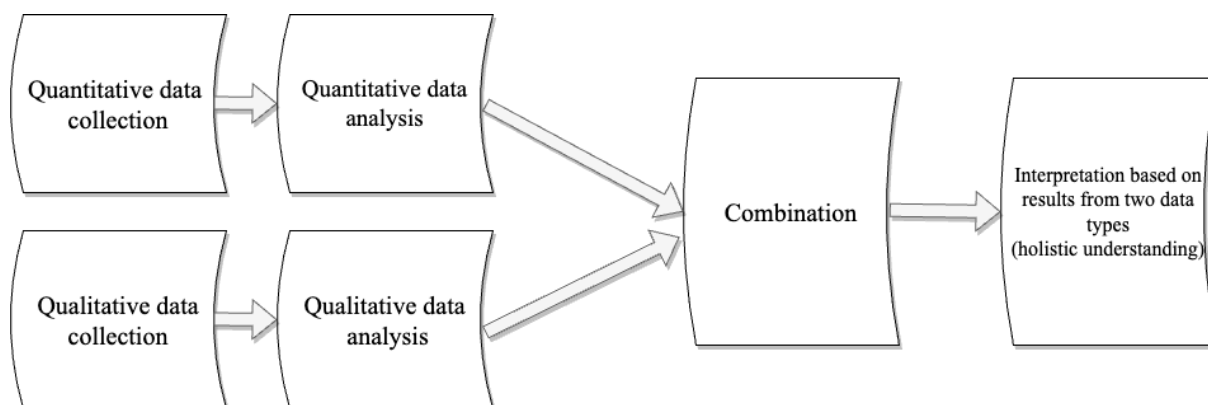 Quantitative data
collection
Quantitative data
analysis
Qualitative data
collection
Qualitative data
analysis
Combination
Interpretation based on
results from two data
types
(holistic understanding)